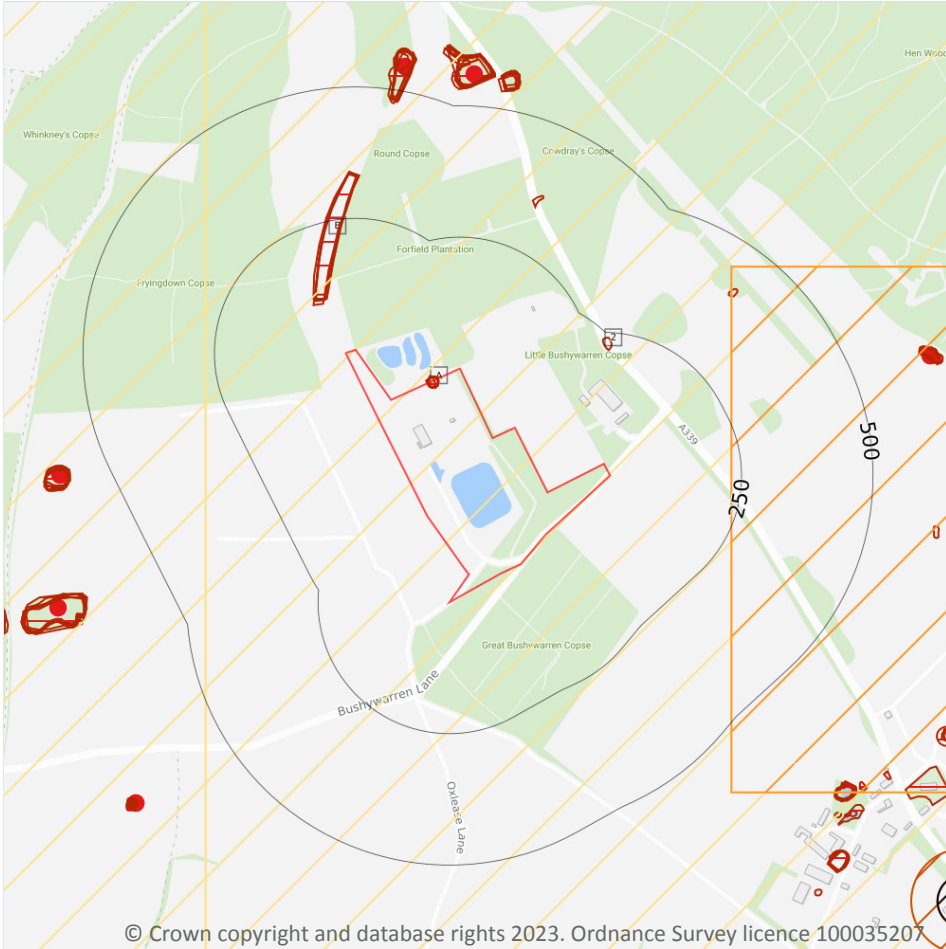 Hen Wood
Whinkney's Copse
Round Copse
Cowdray's Copse
B
Forfield Plantation
Fryingdown Copse
2
Little Bushywarren Copse
A
A339
500
250
Great Bushywarren Copse
Bushywarren Lane
Oxlease Lane
© Crown copyright and database rights 2023. Ordnance Survey licence 100035207